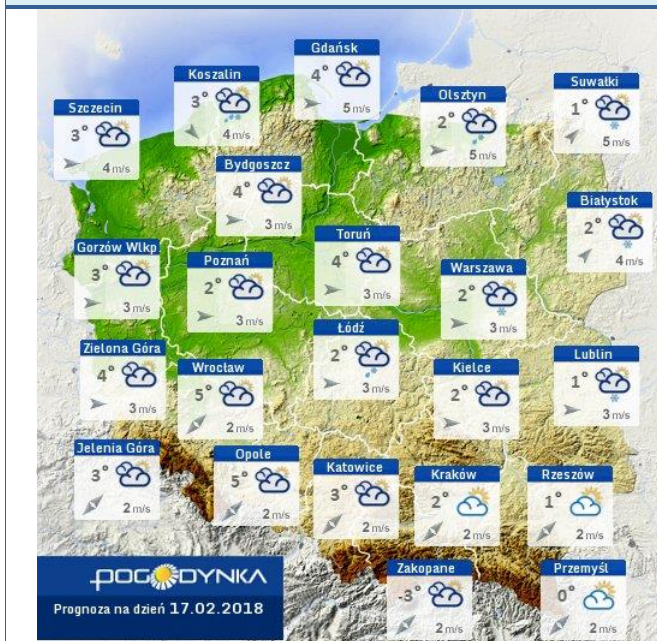 Gdańsk
4°
5 m/s
Koszalin
3°
4 m/s
Suwałki
1°
5 m/s
Olsztyn
2°
5 m/s
Szczecin
3°
4 m/s
Bydgoszcz
4°
3 m/s
Białystok
2°
4 m/s
Toruń
4°
3 m/s
Gorzów Wlkp
3°
3 m/s
Poznań
2°
3 m/s
Warszawa
2°
3 m/s
Łódź
2°
3 m/s
Zielona Góra
4°
3 m/s
Wrocław
5°
2 m/s
Kielce
2°
3 m/s
Lublin
1°
3 m/s
Jelenia Góra
3°
2 m/s
Opole
5°
2 m/s
Katowice
3°
2 m/s
Kraków
2°
2 m/s
Rzeszów
1°
2 m/s
Zakopane
-3°
2 m/s
Przemyśl
0°
2 m/s
POGODYNKA
Prognoza na dzień 17.02.2018